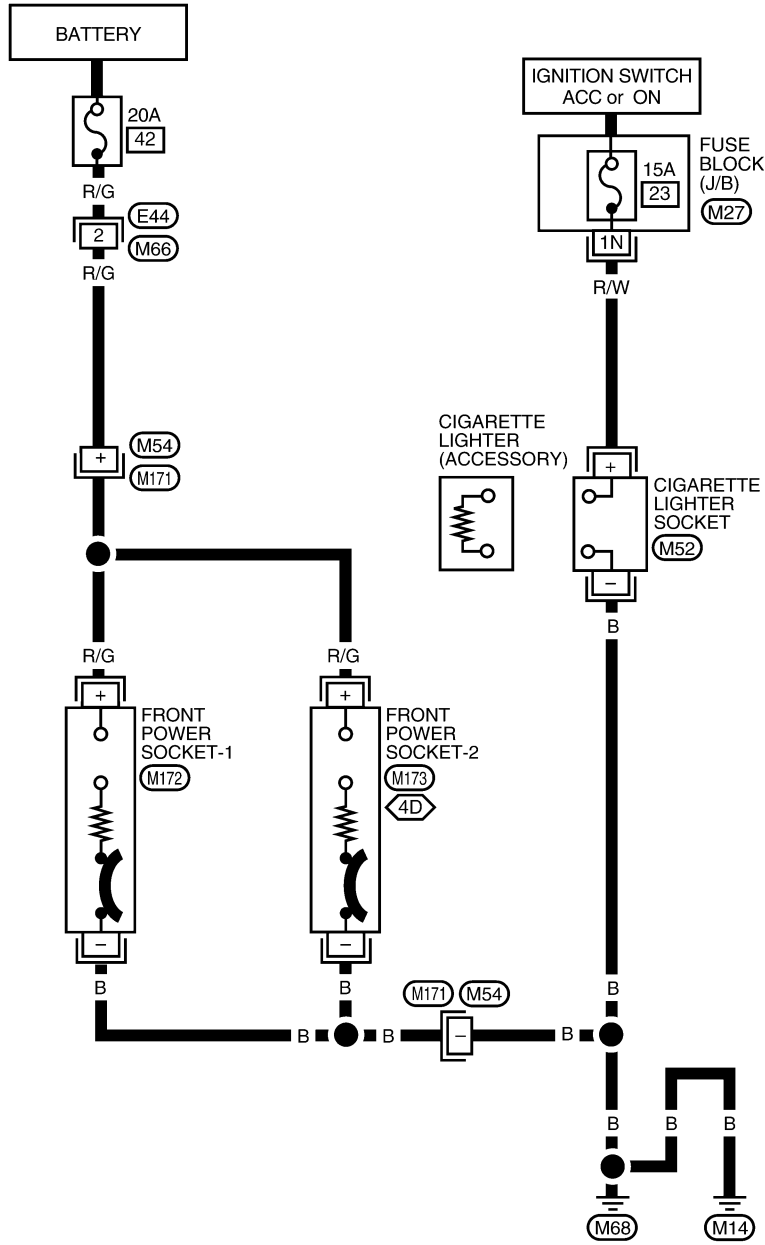 BATTERY
20A
42
R/G
2
E44
M66
R/G
IGNITION SWITCH
ACC or ON
15A
23
FUSE
BLOCK
(J/B)
M27
1N
R/W
+
M54
M171
CIGARETTE
LIGHTER
(ACCESSORY)
+
CIGARETTE
LIGHTER
SOCKET
M52
−
B
R/G
R/G
+
FRONT
POWER
SOCKET-1
M172
−
B
+
FRONT
POWER
SOCKET-2
M173
4D
−
B
M171
M54
B
B
B
−
B
B
B
B
M68
M14